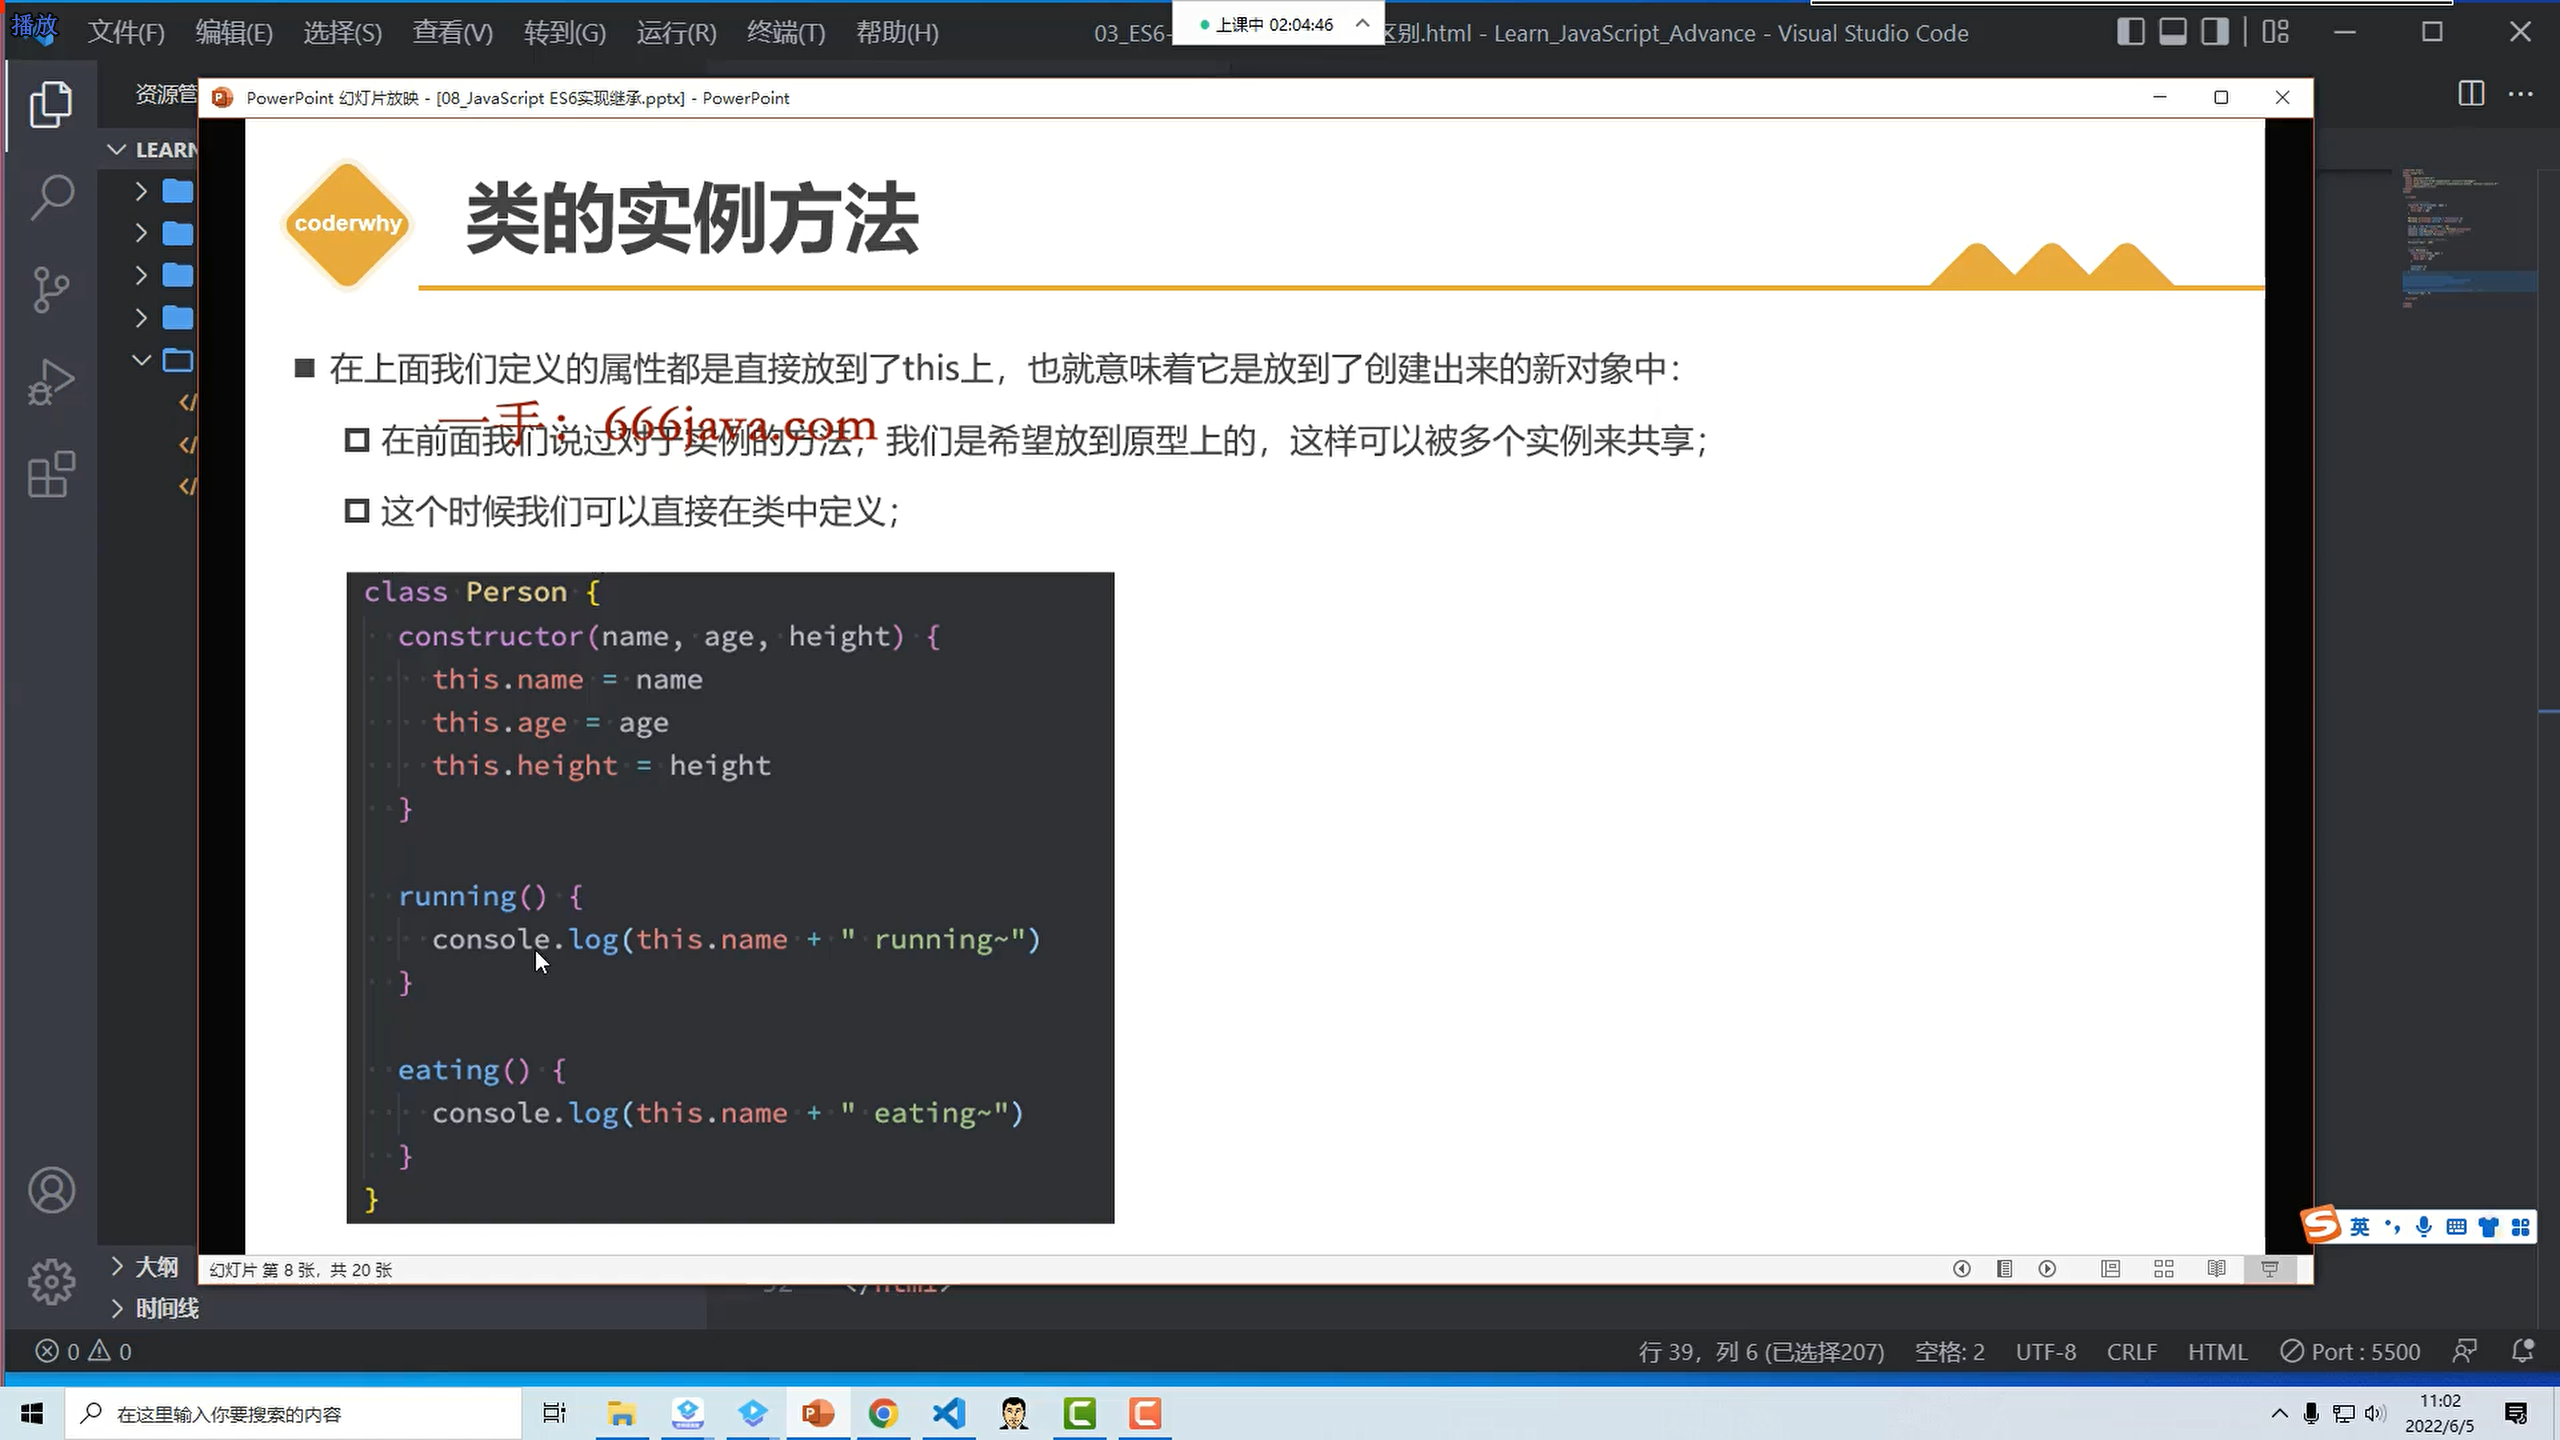 播放
文件(F) 编辑(E) 选择(S) 查看(V) 转到(G) 运行(R) 终端(T) 帮助(H)
03_ES6-
上课中 02:04:46
区别.html - Learn_JavaScript_Advance - Visual Studio Code
资源管
PowerPoint 幻灯片放映 - [08_JavaScript ES6实现继承.pptx] - PowerPoint
LEARN
coderwhy
类的实例方法
在上面我们定义的属性都是直接放到了this上，也就意味着它是放到了创建出来的新对象中：
一手：666java.com
在前面我们说过对于实例的方法，我们是希望放到原型上的，这样可以被多个实例来共享；
这个时候我们可以直接在类中定义；
class Person {
constructor(name, age, height) {
this.name = name
this.age = age
this.height = height
}
running() {
console.log(this.name + " running~")
}
eating() {
console.log(this.name + " eating~")
}
}
英
大纲
幻灯片 第 8 张，共 20 张
时间线
0 0
行 39，列 6 (已选择207) 空格: 2 UTF-8 CRLF HTML Port : 5500
在这里输入你要搜索的内容
11:02
2022/6/5